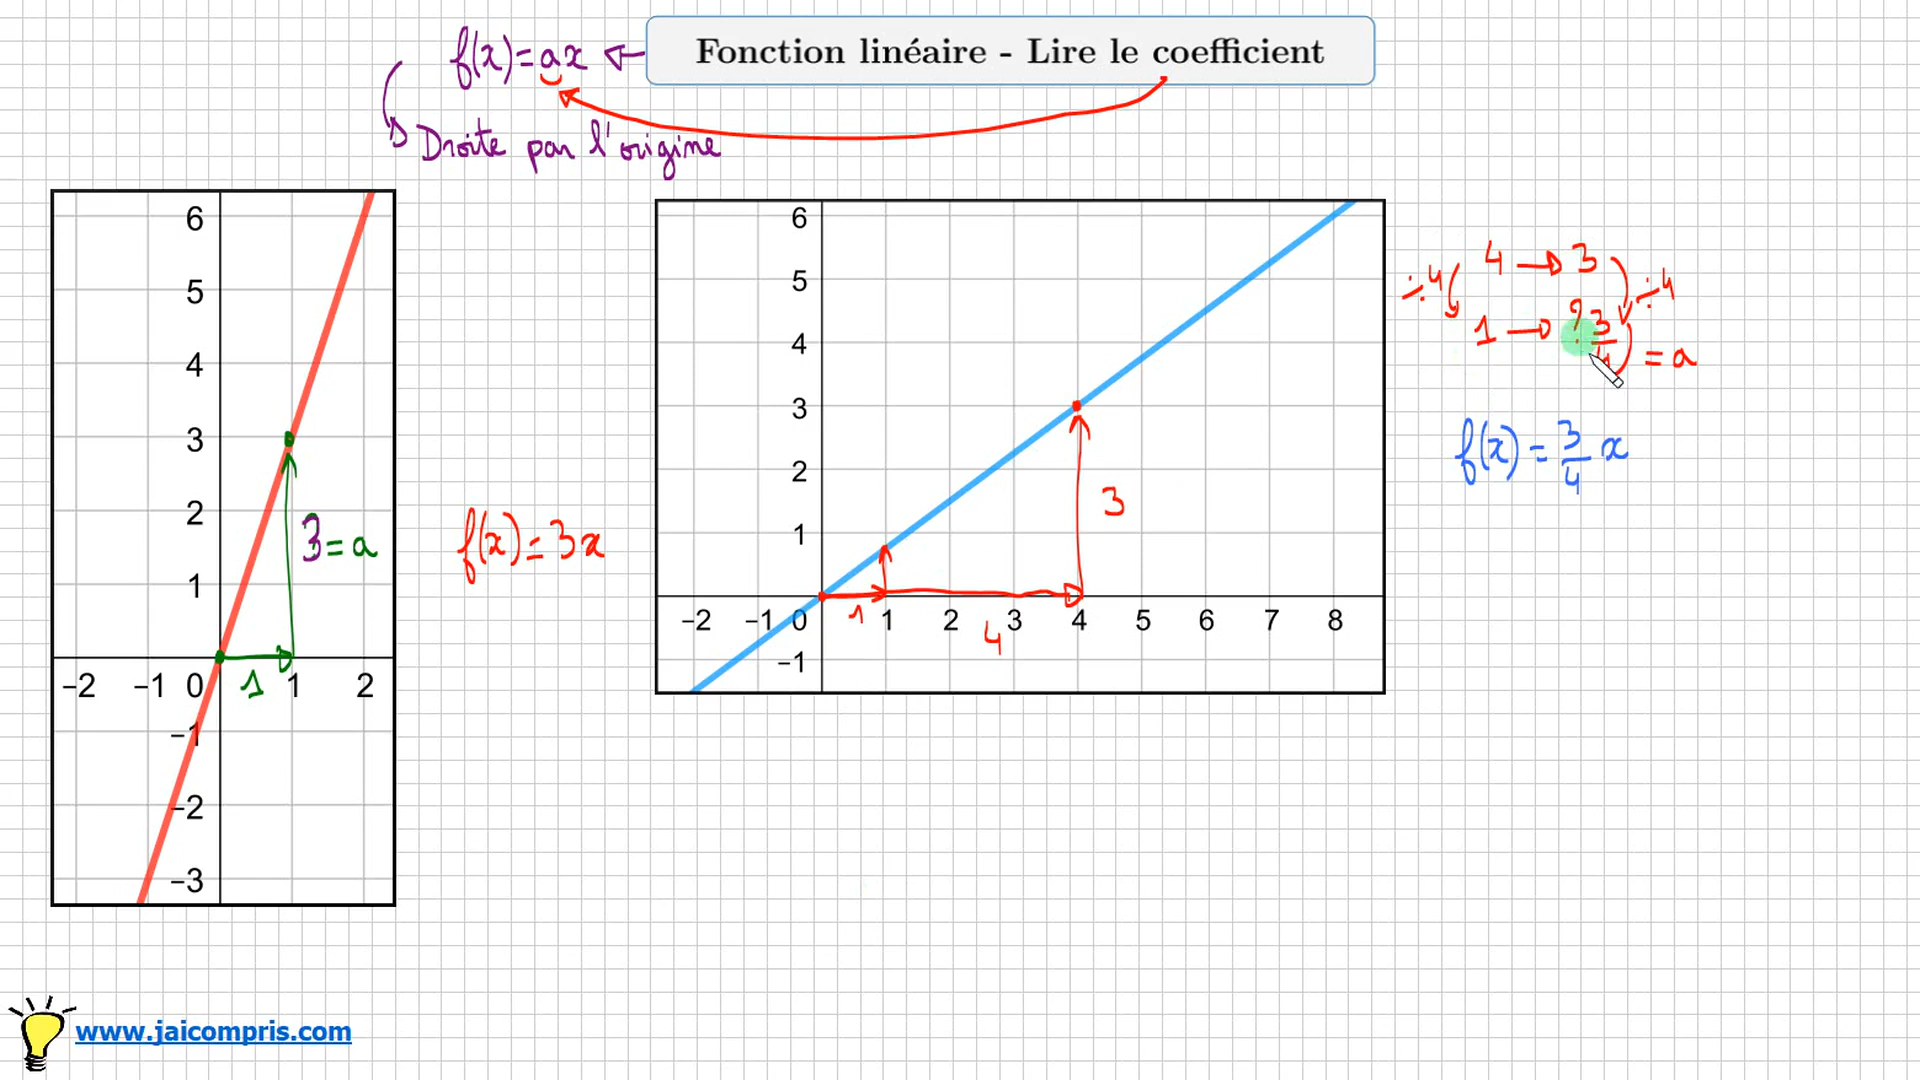 f(x)=ax
Fonction linéaire - Lire le coefficient
Droite par l'origine
6
5
4
3
2
1
−2 −1 0 1 2
−1
−2
−3
1
3=a
f(x)=3x
6
5
4
3
2
1
−2 −1 0 1 2 3 4 5 6 7 8
−1
1
4
3
÷4 4 → 3 ÷4
1 → ? 3/4 = a
f(x)=3/4 x
www.jaicompris.com